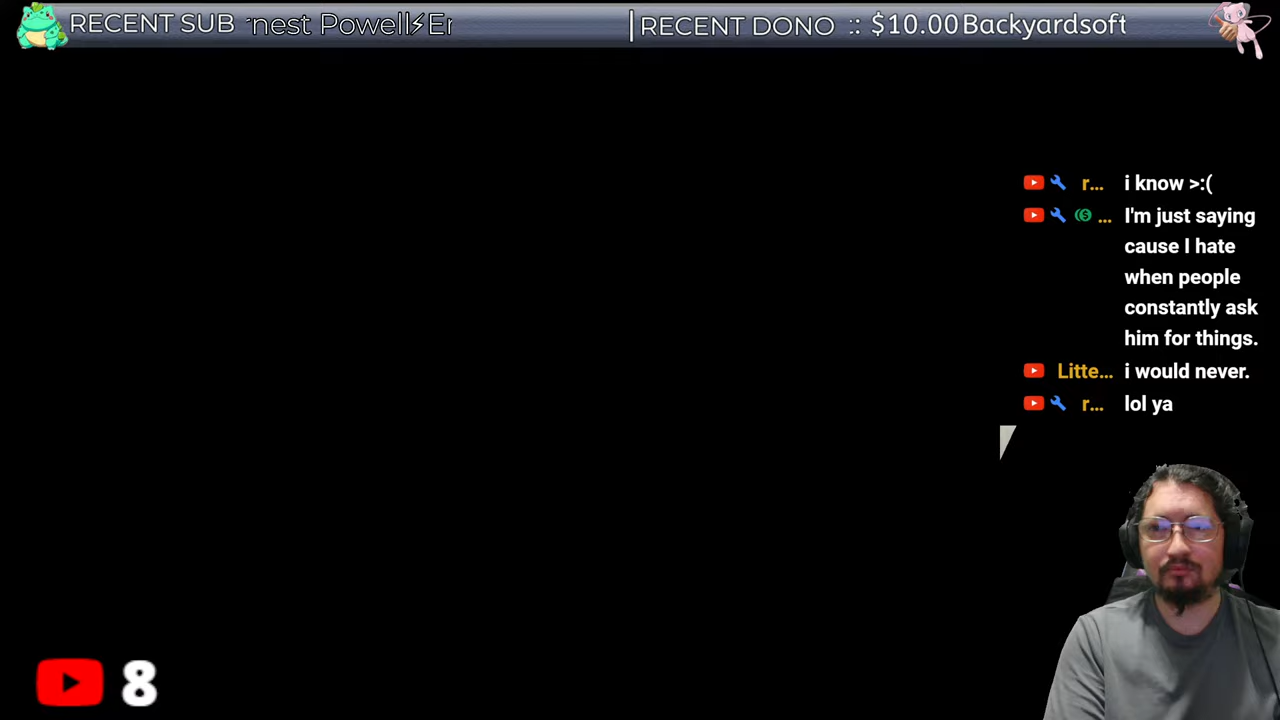 RECENT SUB
nest Powell⚡Er
RECENT DONO :: $10.00 Backyardsoft
r... i know >:(
... I'm just saying
cause I hate
when people
constantly ask
him for things.
Litte... i would never.
r... lol ya
8